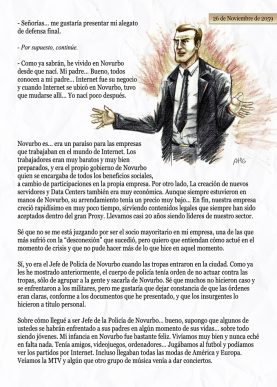 26 de Noviembre de 2059
- Señorías... me gustaría presentar mi alegato
de defensa final.
- Por supuesto, continúe.
- Como ya sabrán, he vivido en Novurbo
desde que nací. Mi padre... Bueno, todos
conocen a mi padre... Internet fue su negocio
y cuando Internet se ubicó en Novurbo, tuvo
que mudarse allí... Yo nací poco después.
Novurbo es... era un paraíso para las empresas
que trabajaban en el mundo de Internet. Los
trabajadores eran muy baratos y muy bien
preparados, y era el propio gobierno de Novurbo
quien se encargaba de todos los beneficios sociales,
a cambio de participaciones en la propia empresa. Por otro lado, La creación de nuevos
servidores y Data Centers también era muy económica. Aunque siempre estuvieron en
manos de Novurbo, su arrendamiento tenía un precio muy bajo... En fin, nuestra empresa
creció rapidísimo en muy poco tiempo, sirviendo contenidos legales que siempre han sido
aceptados dentro del gran Proxy. Llevamos casi 20 años siendo líderes de nuestro sector.
Sé que no se me está juzgando por ser el socio mayoritario en mi empresa, una de las que
más sufrió con la "desconexión" que sucedió, pero quiero que entiendan cómo actué en el
momento de crisis y que no pude hacer más de lo que hice en aquel momento.
Sí, yo era el Jefe de Policía de Novurbo cuando las tropas entraron en la ciudad. Como ya
les he mostrado anteriormente, el cuerpo de policía tenía orden de no actuar contra las
tropas, sólo de agrupar a la gente y sacarla de Novurbo. Sé que muchos no hicieron caso y
se enfrentaron a los militares, pero me gustaría que dejar constancia de que las órdenes
eran claras, conforme a los documentos que he presentado, y que los insurgentes lo
hicieron a título personal.
Sobre cómo llegué a ser Jefe de la Policía de Novurbo... bueno, supongo que algunos de
ustedes se habrán enfrentado a sus padres en algún momento de sus vidas... sobre todo
siendo jóvenes. Mi infancia en Novurbo fue bastante feliz. Vivíamos muy bien y nunca eché
en falta nada. Tenía amigos, videojuegos, ordenadores... Jugábamos al fútbol y podíamos
ver los partidos por Internet. Incluso llegaban todas las modas de América y Europa.
Veíamos la MTV y algún que otro grupo de música venía a dar conciertos.